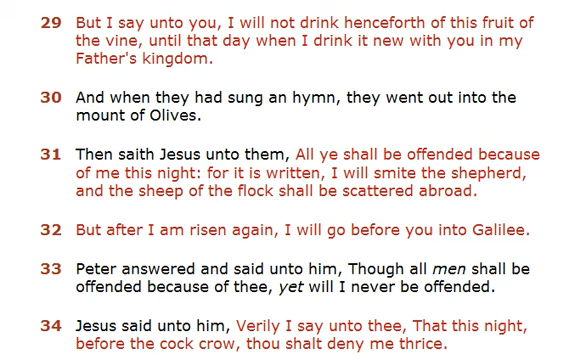 29 But I say unto you, I will not drink henceforth of this fruit of
the vine, until that day when I drink it new with you in my
Father's kingdom.
30 And when they had sung an hymn, they went out into the
mount of Olives.
31 Then saith Jesus unto them, All ye shall be offended because
of me this night: for it is written, I will smite the shepherd,
and the sheep of the flock shall be scattered abroad.
32 But after I am risen again, I will go before you into Galilee.
33 Peter answered and said unto him, Though all men shall be
offended because of thee, yet will I never be offended.
34 Jesus said unto him, Verily I say unto thee, That this night,
before the cock crow, thou shalt deny me thrice.